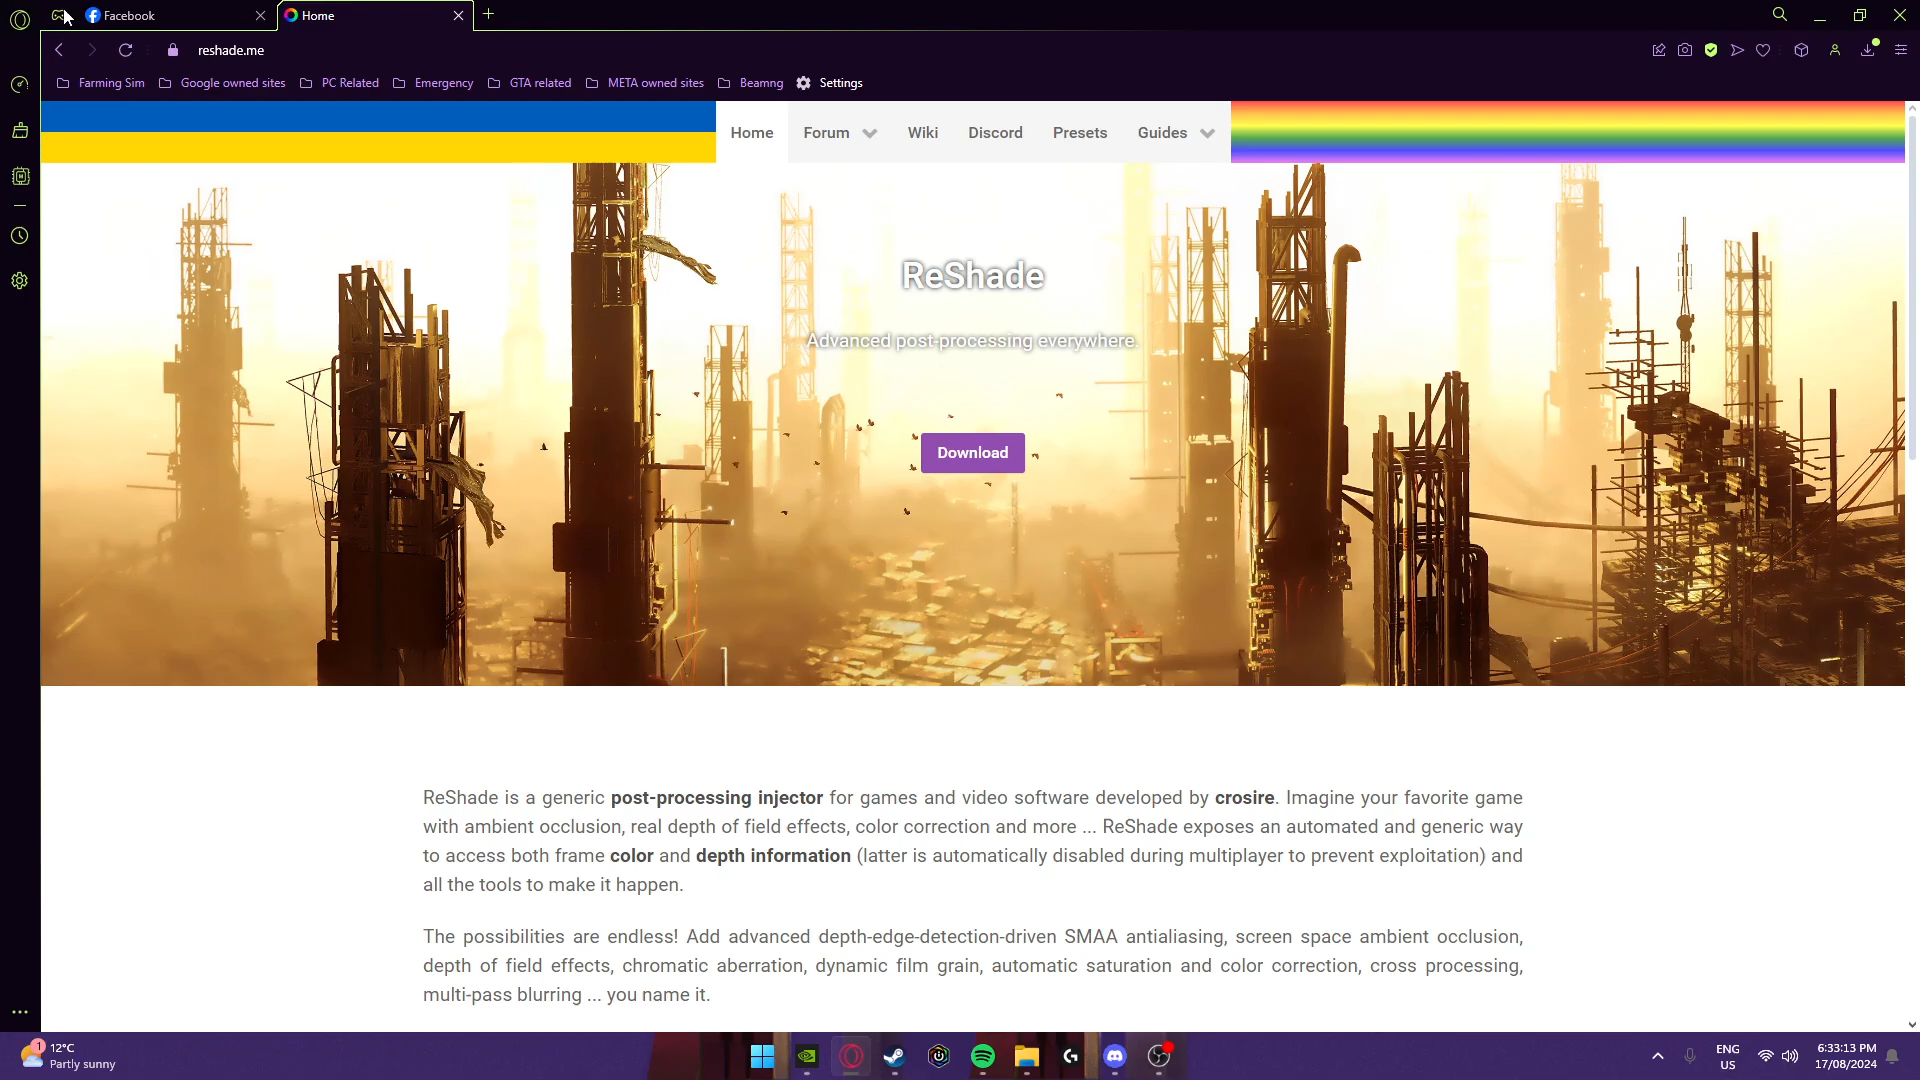 Facebook
Home
reshade.me
Farming Sim
Google owned sites
PC Related
Emergency
GTA related
META owned sites
Beamng
Settings
Home
Forum
Wiki
Discord
Presets
Guides
ReShade
Advanced post-processing everywhere.
Download
ReShade is a generic post-processing injector for games and video software developed by crosire. Imagine your favorite game
with ambient occlusion, real depth of field effects, color correction and more ... ReShade exposes an automated and generic way
to access both frame color and depth information (latter is automatically disabled during multiplayer to prevent exploitation) and
all the tools to make it happen.
The possibilities are endless! Add advanced depth-edge-detection-driven SMAA antialiasing, screen space ambient occlusion,
depth of field effects, chromatic aberration, dynamic film grain, automatic saturation and color correction, cross processing,
multi-pass blurring ... you name it.
1
12°C
Partly sunny
ENG
US
6:33:13 PM
17/08/2024